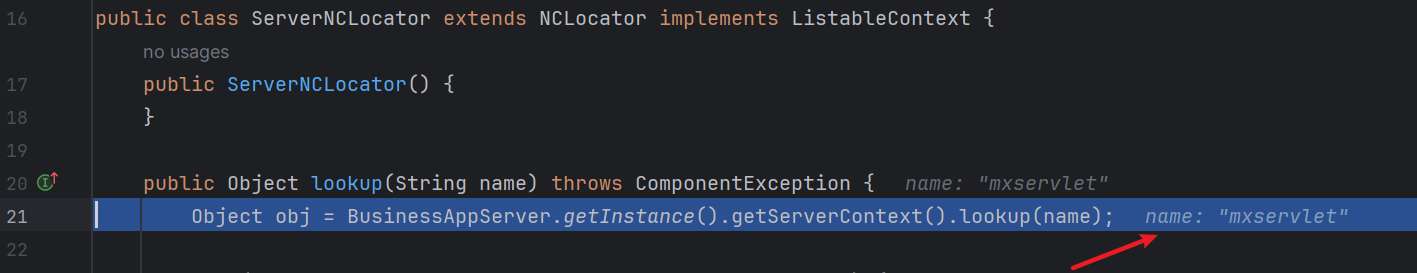 16 public class ServerNCLocator extends NCLocator implements ListableContext {
no usages
17 public ServerNCLocator() {
18 }
19
20 public Object lookup(String name) throws ComponentException { name: "mxservlet"
21 Object obj = BusinessAppServer.getInstance().getServerContext().lookup(name); name: "mxservlet"
22